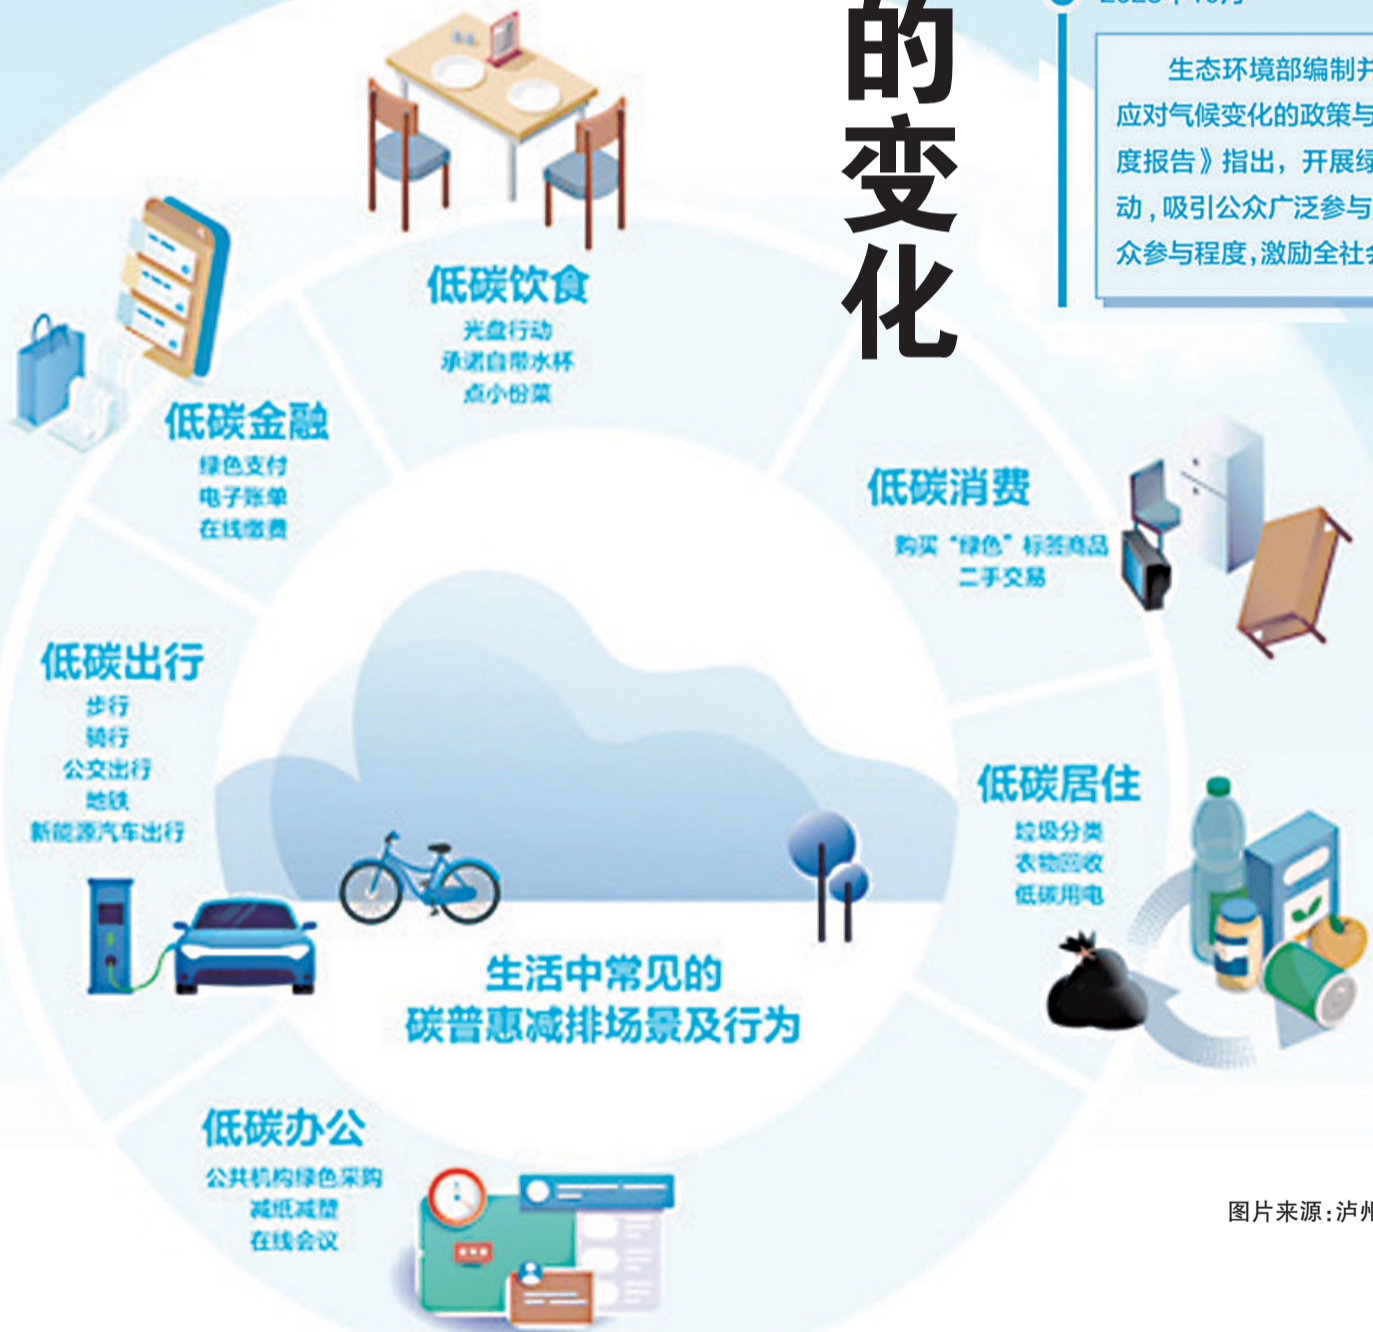 的变化
生态环境部编制并
应对气候变化的政策与
度报告》指出，开展绿
动，吸引公众广泛参与
众参与程度，激励全社会
低碳饮食
光盘行动
承诺自带水杯
点小份菜
低碳金融
绿色支付
电子账单
在线缴费
低碳消费
购买“绿色”标签商品
二手交易
低碳出行
步行
骑行
公交出行
地铁
新能源汽车出行
低碳居住
垃圾分类
衣物回收
低碳用电
生活中常见的
碳普惠减排场景及行为
低碳办公
公共机构绿色采购
减纸减塑
在线会议
图片来源：泸州